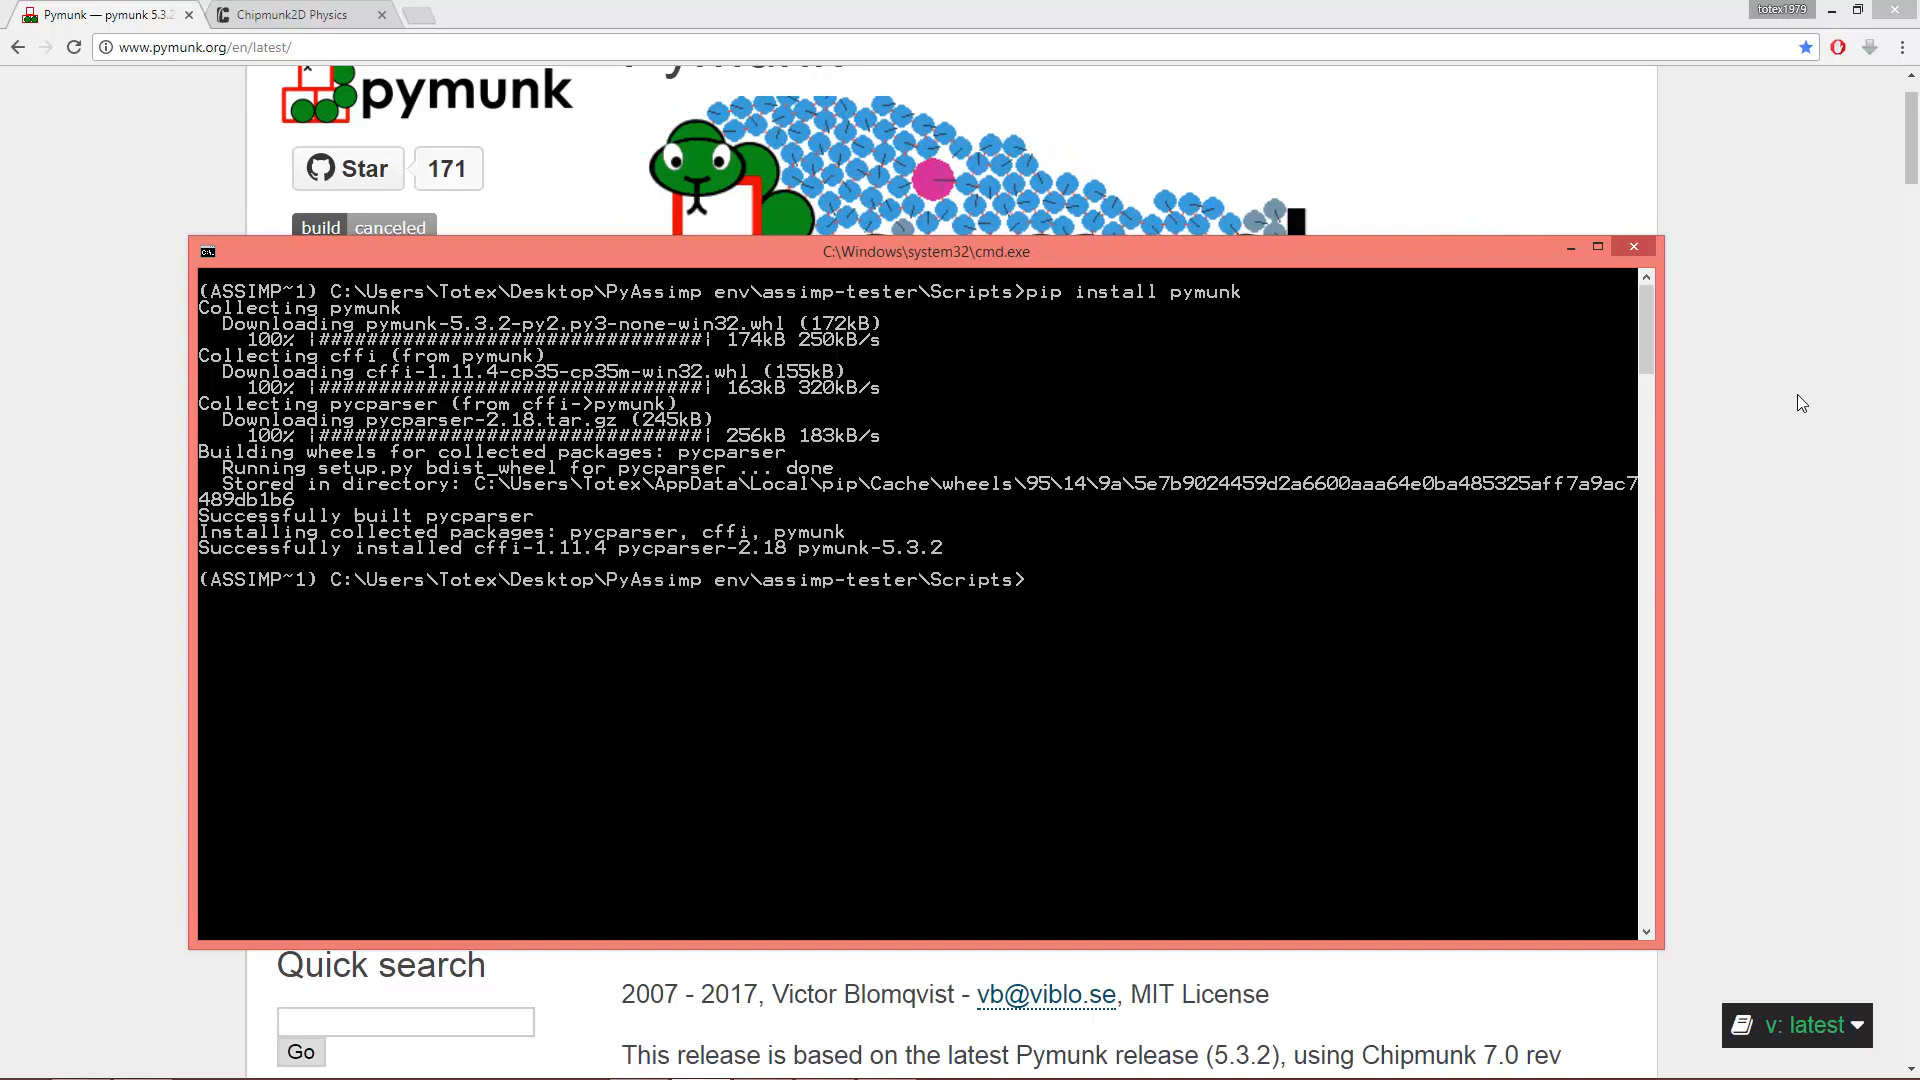 Pymunk — pymunk 5.3.2
Chipmunk2D Physics
totex1979
www.pymunk.org/en/latest/
pymunk
Star
171
build canceled
C:\Windows\system32\cmd.exe
(ASSIMP~1) C:\Users\Totex\Desktop\PyAssimp env\assimp-tester\Scripts>pip install pymunk
Collecting pymunk
Downloading pymunk-5.3.2-py2.py3-none-win32.whl (172kB)
100% |################################| 174kB 250kB/s
Collecting cffi (from pymunk)
Downloading cffi-1.11.4-cp35-cp35m-win32.whl (155kB)
100% |################################| 163kB 320kB/s
Collecting pycparser (from cffi->pymunk)
Downloading pycparser-2.18.tar.gz (245kB)
100% |################################| 256kB 183kB/s
Building wheels for collected packages: pycparser
Running setup.py bdist_wheel for pycparser ... done
Stored in directory: C:\Users\Totex\AppData\Local\pip\Cache\wheels\95\14\9a\5e7b9024459d2a6600aaa64e0ba485325aff7a9ac7
489db1b6
Successfully built pycparser
Installing collected packages: pycparser, cffi, pymunk
Successfully installed cffi-1.11.4 pycparser-2.18 pymunk-5.3.2
(ASSIMP~1) C:\Users\Totex\Desktop\PyAssimp env\assimp-tester\Scripts>
Quick search
Go
2007 - 2017, Victor Blomqvist - vb@viblo.se, MIT License
This release is based on the latest Pymunk release (5.3.2), using Chipmunk 7.0 rev
v: latest